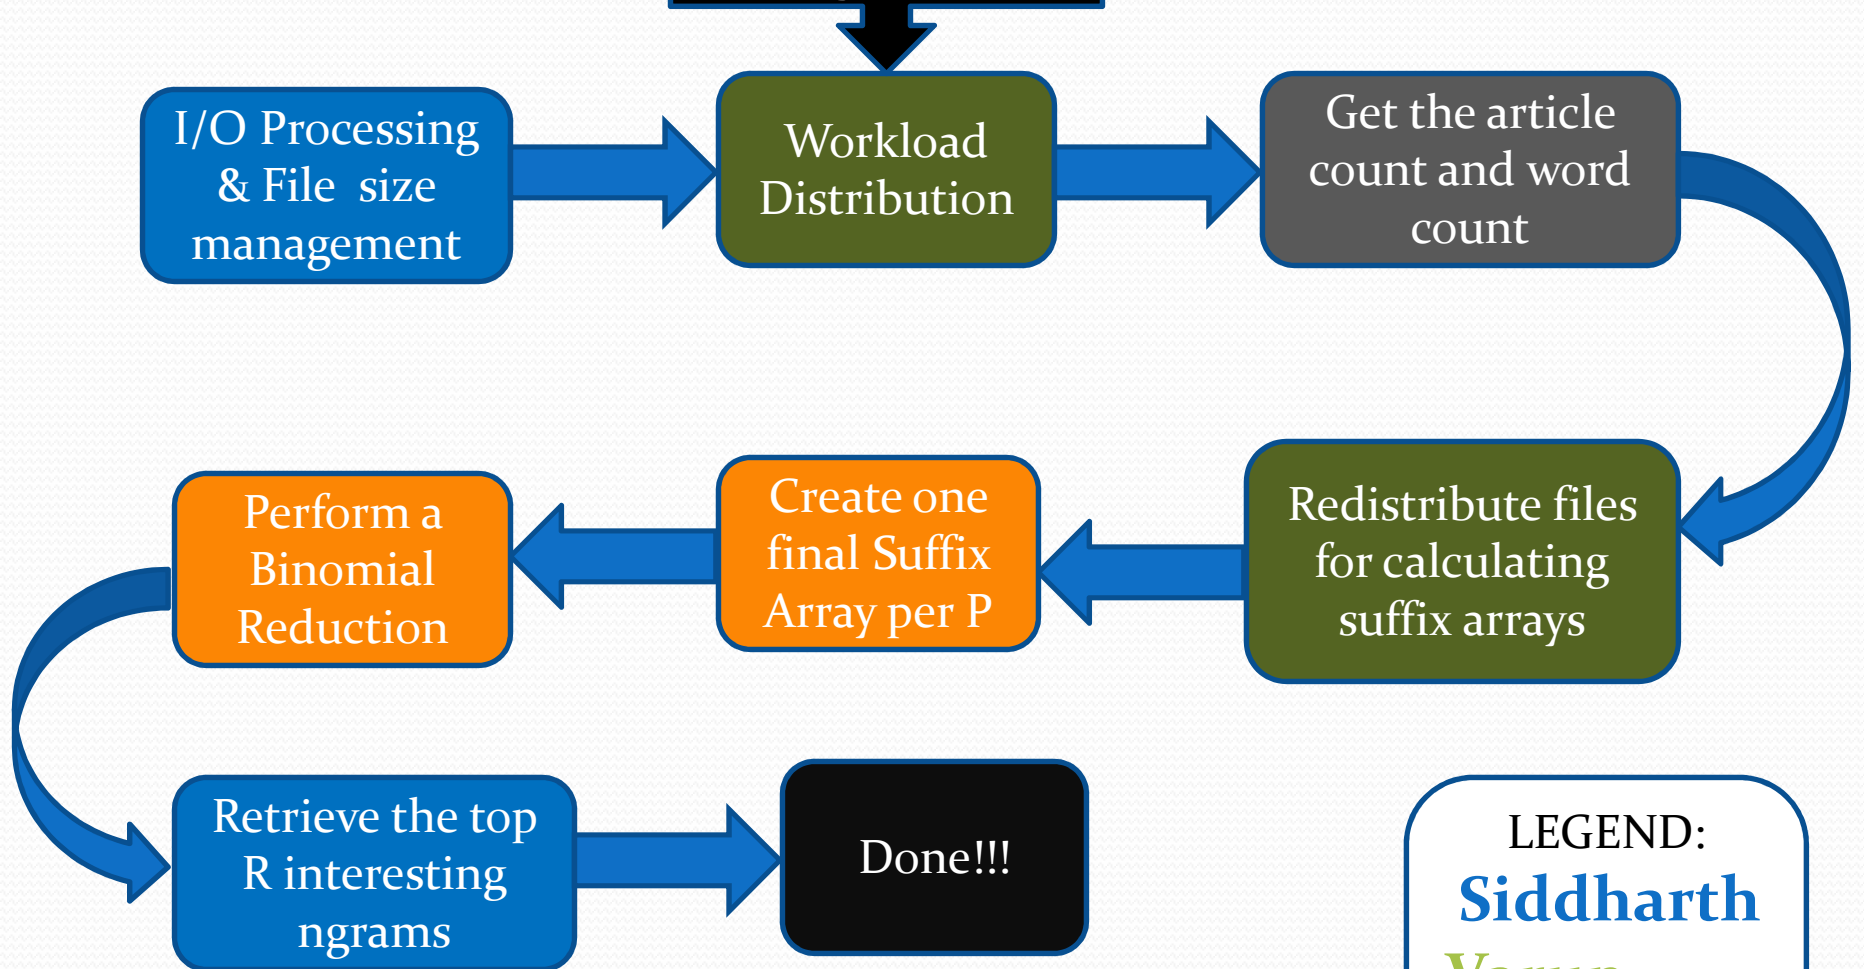 I/O Processing
& File size
management
Workload
Distribution
Get the article
count and word
count
Redistribute files
for calculating
suffix arrays
Create one
final Suffix
Array per P
Perform a
Binomial
Reduction
Retrieve the top
R interesting
ngrams
Done!!!
LEGEND:
Siddharth